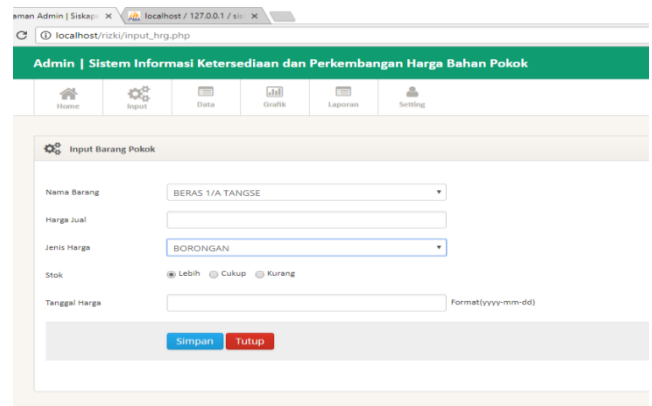 aman Admin | Siskap
localhost / 127.0.0.1 / sis
localhost/rizki/input_hrg.php
Admin | Sistem Informasi Ketersediaan dan Perkembangan Harga Bahan Pokok
Home Input Data Grafik Laporan Setting
Input Barang Pokok
Nama Barang BERAS 1/A TANGSE
Harga Jual
Jenis Harga BORONGAN
Stok Lebih Cukup Kurang
Tanggal Harga Format(yyyy-mm-dd)
Simpan Tutup